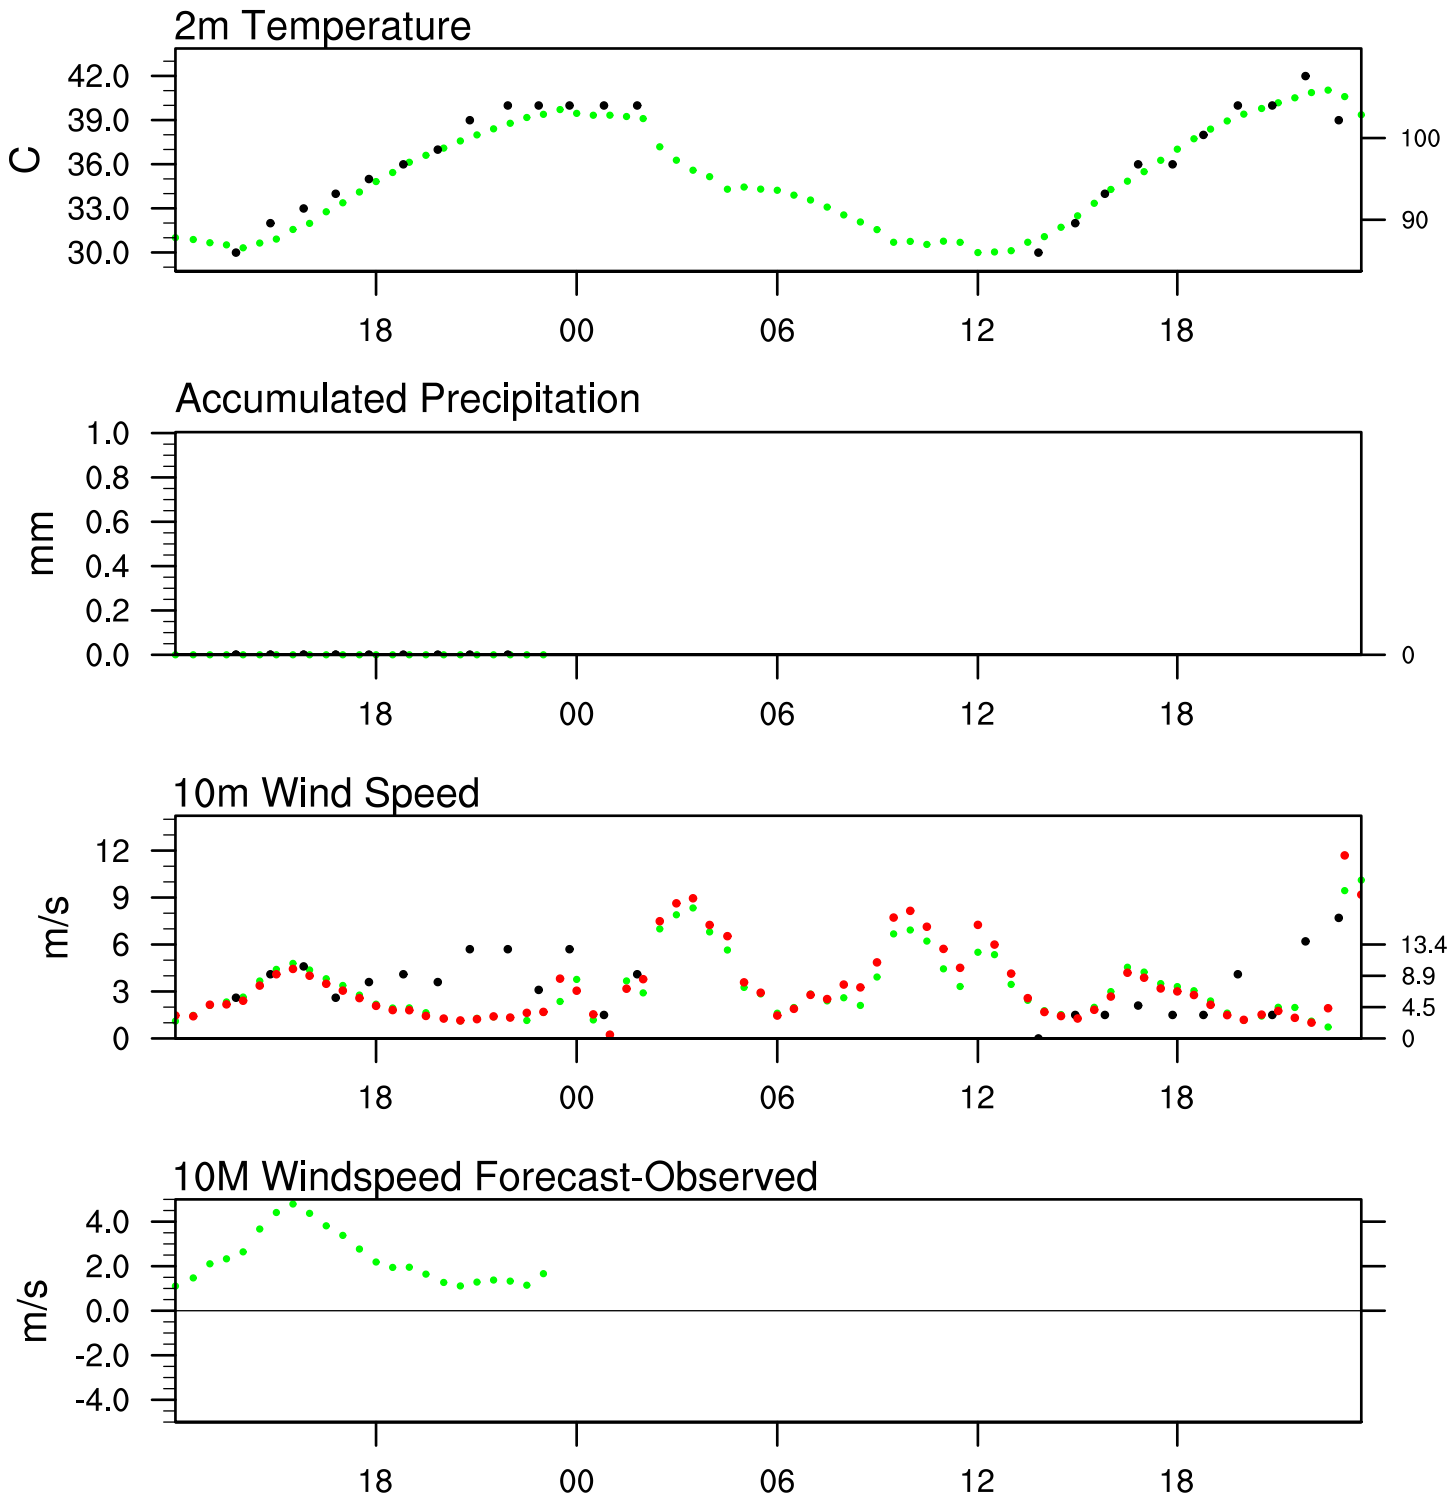 2m Temperature
42.0
39.0
36.0
33.0
30.0
C
100
90
18 00 06 12 18
Accumulated Precipitation
1.0
0.8
0.6
0.4
0.2
0.0
mm
0
18 00 06 12 18
10m Wind Speed
12
9
6
3
0
m/s
13.4
8.9
4.5
0
18 00 06 12 18
10M Windspeed Forecast-Observed
4.0
2.0
0.0
-2.0
-4.0
m/s
18 00 06 12 18